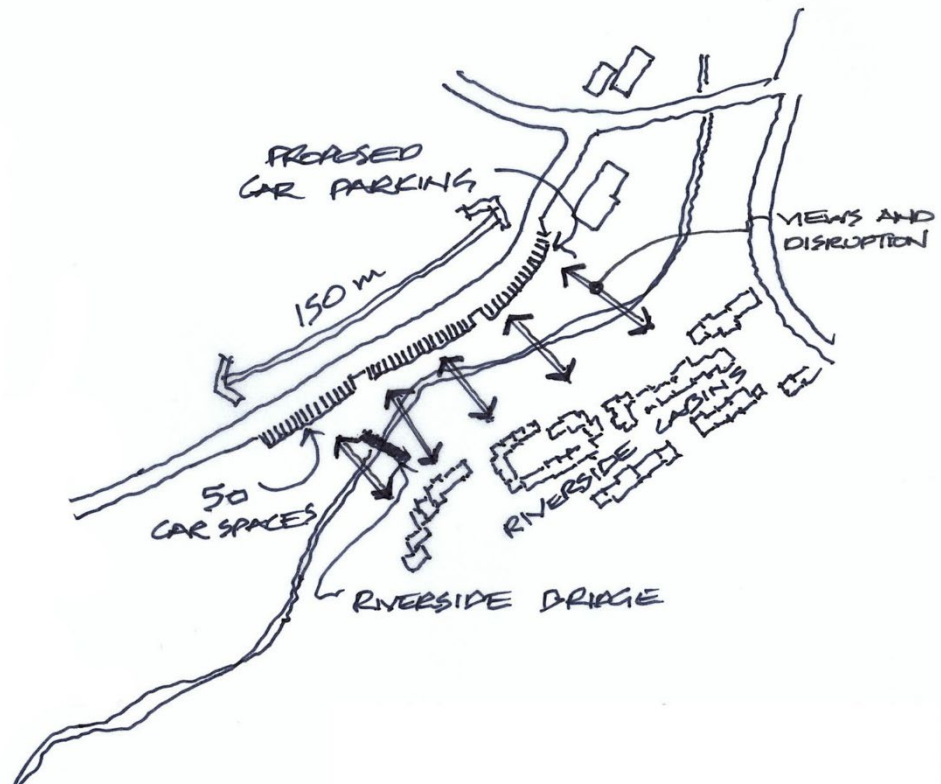 PROPOSED
CAR PARKING
150 m
VIEWS AND
DISRUPTION
RIVERSIDE CABINS
50
CAR SPACES
RIVERSIDE BRIDGE